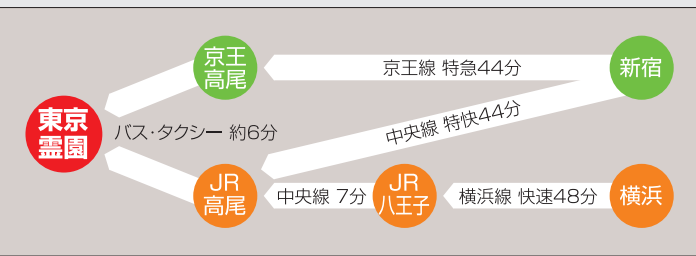 京王
高尾
京王線 特急44分
新宿
東京
霊園
バス・タクシー 約6分
中央線 特快44分
JR
高尾
中央線 7分
JR
八王子
横浜線 快速48分
横浜